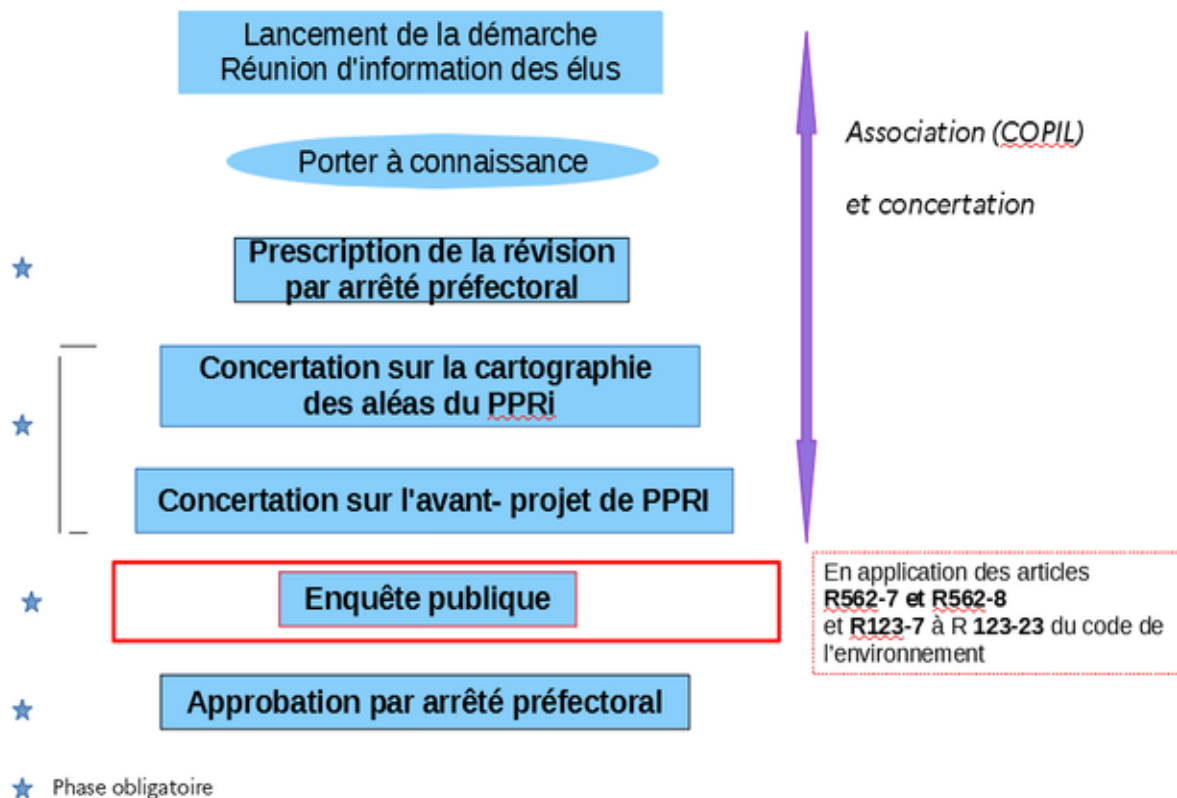 Lancement de la démarche
Réunion d'information des élus
Association (COPIL)
et concertation
Porter à connaissance
Prescription de la révision
par arrêté préfectoral
Concertation sur la cartographie
des aléas du PPRi
Concertation sur l'avant- projet de PPRI
Enquête publique
En application des articles
R562-7 et R562-8
et R123-7 à R 123-23 du code de
l'environnement
Approbation par arrêté préfectoral
Phase obligatoire